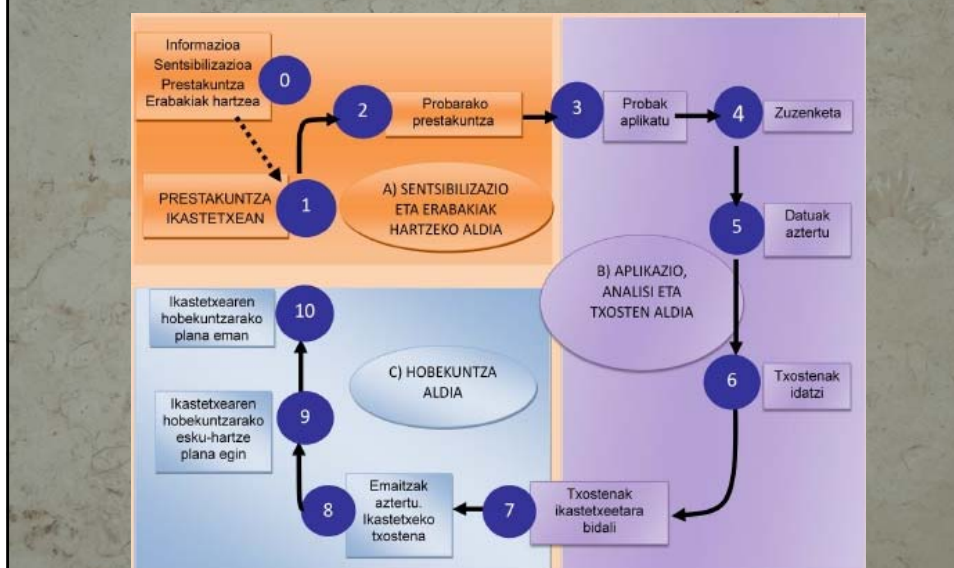 Informazioa
Sentsibilizazioa
Prestakuntza
Erabakiak hartzea
0
PRESTAKUNTZA
IKASTETXEAN
1
2
Probarako
prestakuntza
A) SENTSIBILIZAZIO
ETA ERABAKIAK
HARTZEKO ALDIA
3
Probak
aplikatu
4
Zuzenketa
5
Datuak
aztertu
B) APLIKAZIO,
ANALISI ETA
TXOSTEN ALDIA
6
Txostenak
idatzi
7
Txostenak
ikastetxeetara
bidali
8
Emaitzak
aztertu.
Ikastetxeko
txostena
9
Ikastetxearen
hobekuntzarako
esku-hartze
plana egin
10
Ikastetxearen
hobekuntzarako
plana eman
C) HOBEKUNTZA
ALDIA